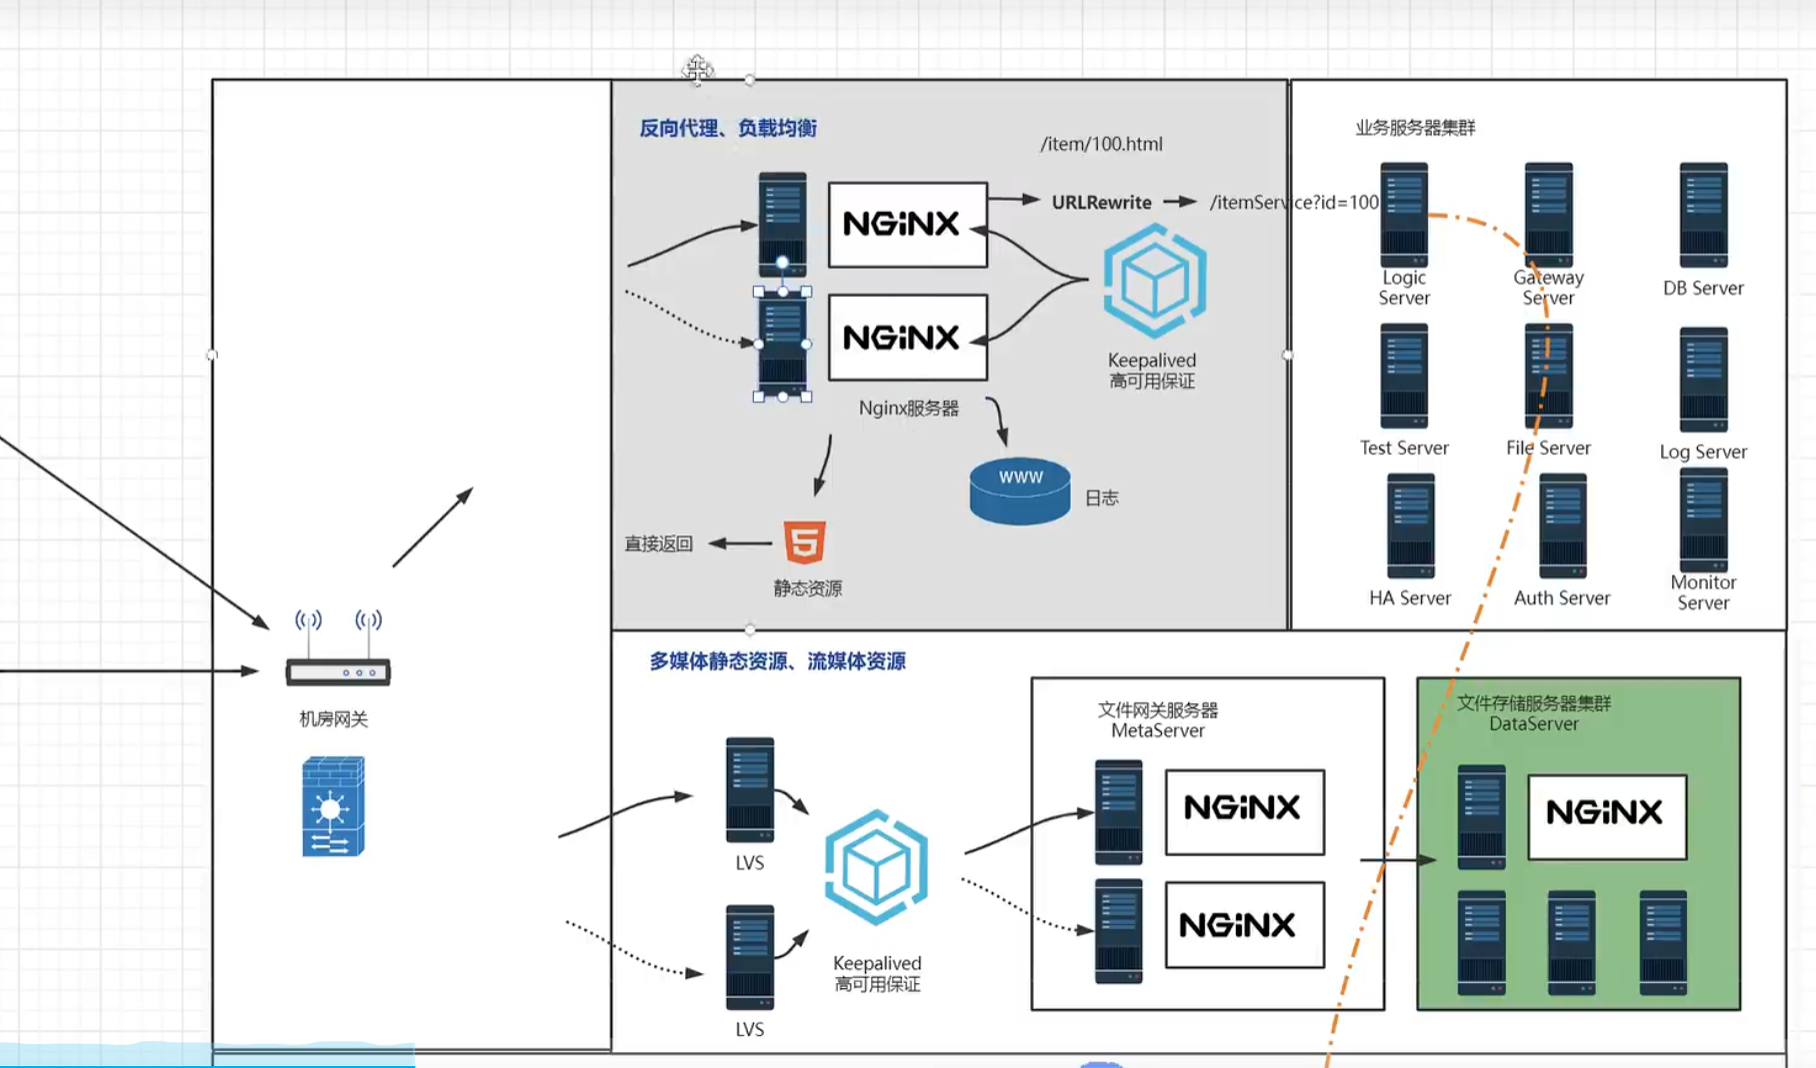 反向代理、负载均衡
/item/100.html
NGiNX
URLRewrite
/itemService?id=100
NGiNX
Keepalived
高可用保证
Nginx服务器
www
日志
直接返回
5
静态资源
业务服务器集群
Logic
Server
Gateway
Server
DB Server
Test Server
File Server
Log Server
HA Server
Auth Server
Monitor
Server
机房网关
多媒体静态资源、流媒体资源
LVS
LVS
Keepalived
高可用保证
文件网关服务器
MetaServer
NGiNX
NGiNX
文件存储服务器集群
DataServer
NGiNX